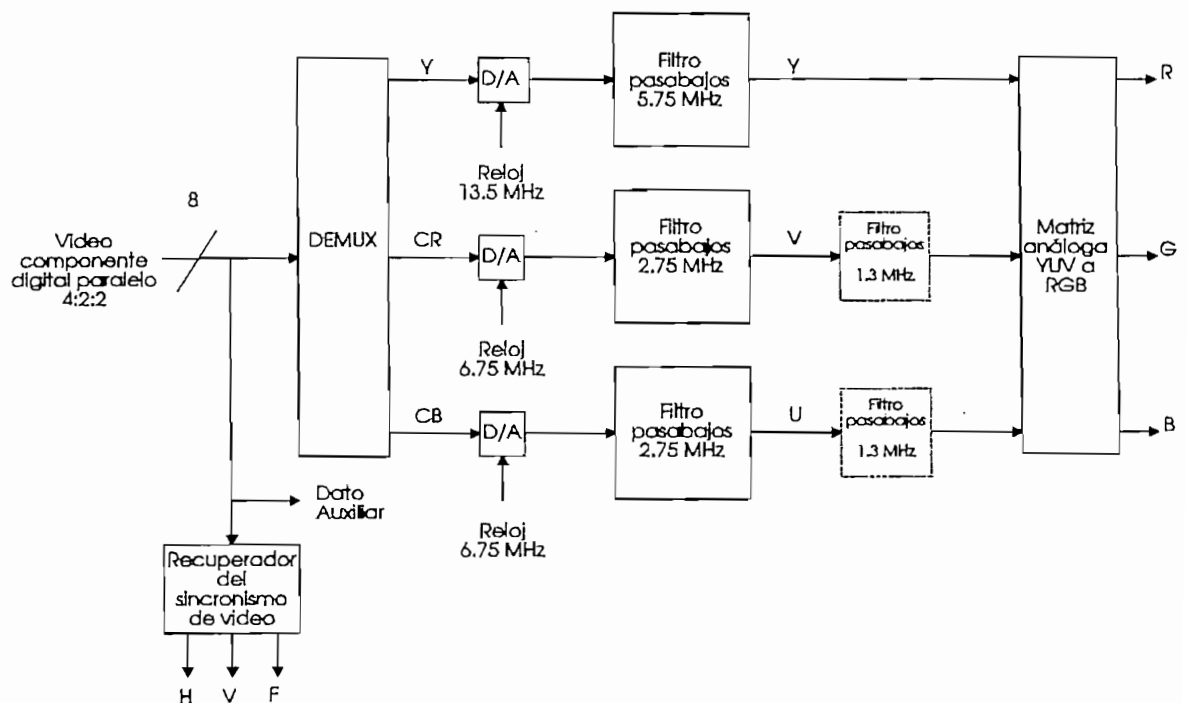 Y
D/A
Filtro
pasabajos
5.75 MHz
Y
R
Reloj
13.5 MHz
8
Video
componente
digital paralelo
4:2:2
DEMUX
CR
D/A
Filtro
pasabajos
2.75 MHz
V
Filtro
pasabajos
1.3 MHz
Matriz
análoga
YUV a
RGB
G
Reloj
6.75 MHz
CB
D/A
Filtro
pasabajos
2.75 MHz
U
Filtro
pasabajos
1.3 MHz
B
Dato
Auxiliar
Reloj
6.75 MHz
Recuperador
del
sincronismo
de video
H V F